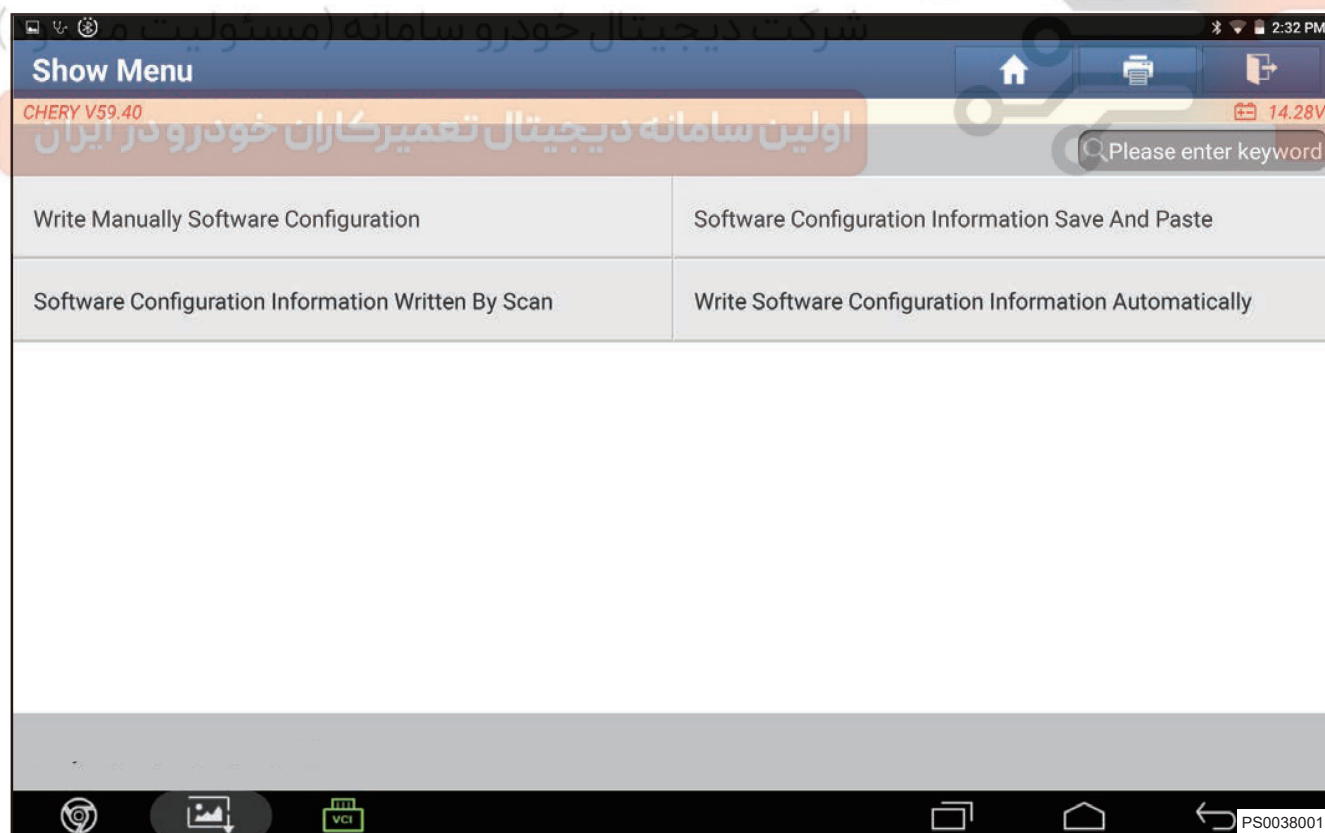 شرکت دیجیتال خودرو سامانه (مسئولیت محدود)
2:32 PM
Show Menu
CHERY V59.40
14.28V
اولین سامانه دیجیتال تعمیرکاران خودرو در ایران
Please enter keyword
Write Manually Software Configuration
Software Configuration Information Save And Paste
Software Configuration Information Written By Scan
Write Software Configuration Information Automatically
VCI
PS0038001